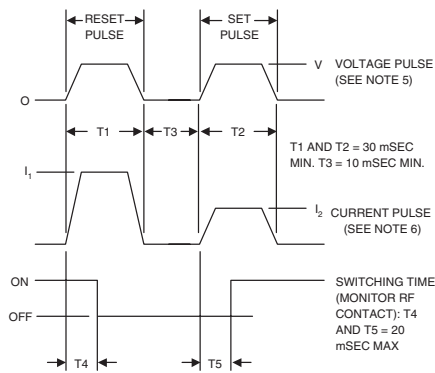 RESET PULSE
SET PULSE
V VOLTAGE PULSE
(SEE NOTE 5)
O
T1
T3
T2
T1 AND T2 = 30 mSEC
MIN. T3 = 10 mSEC MIN.
I1
I2 CURRENT PULSE
(SEE NOTE 6)
ON
OFF
SWITCHING TIME
(MONITOR RF
CONTACT): T4
AND T5 = 20
mSEC MAX
T4
T5